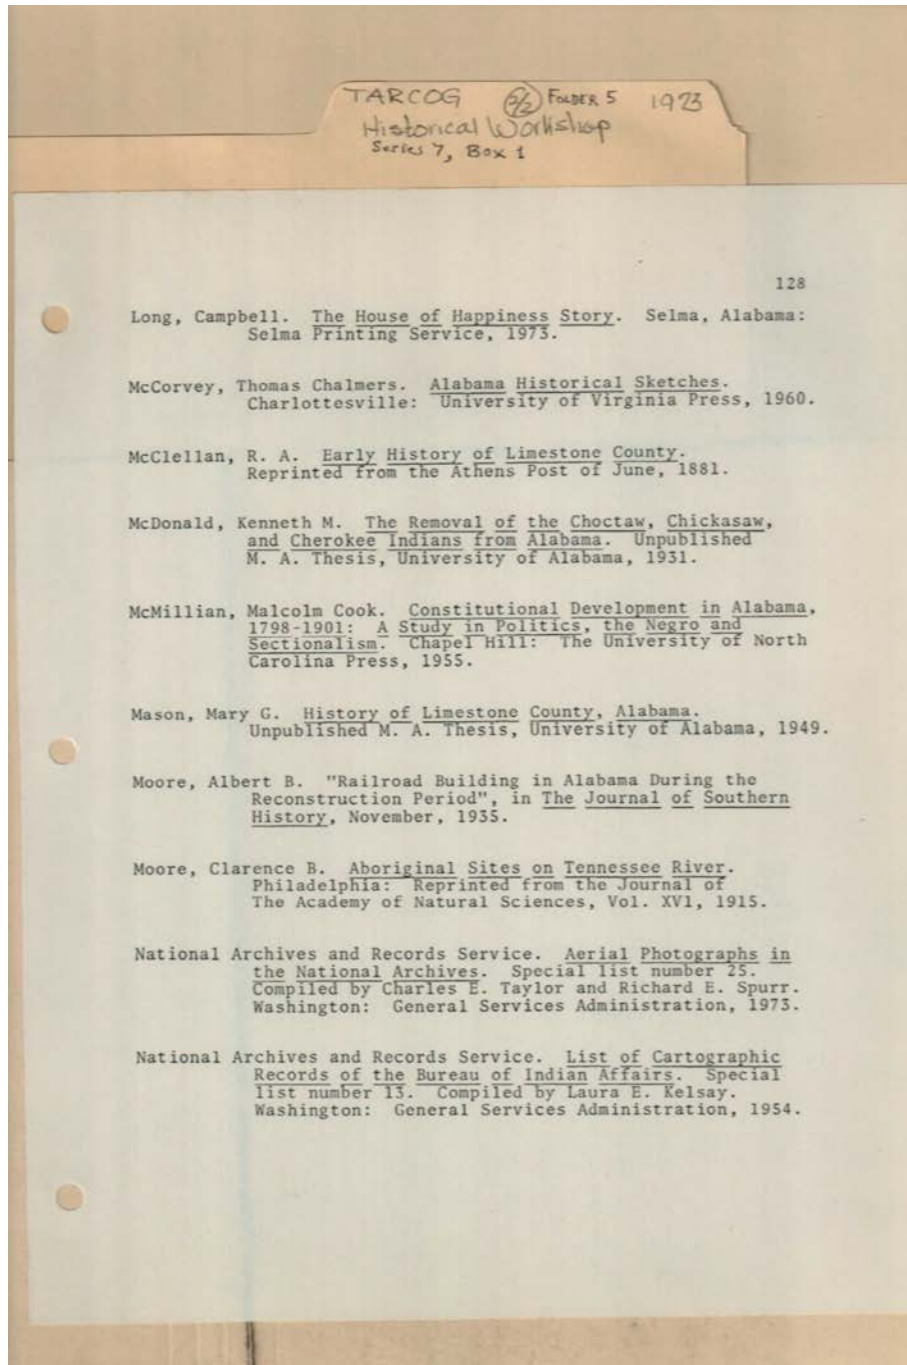 TARCOG 2/2 FOLDER 5 1973
Historical Workshop
Series 7, Box 1
128
Long, Campbell. The House of Happiness Story. Selma, Alabama:
Selma Printing Service, 1973.
McCorvey, Thomas Chalmers. Alabama Historical Sketches.
Charlottesville: University of Virginia Press, 1960.
McClellan, R. A. Early History of Limestone County.
Reprinted from the Athens Post of June, 1881.
McDonald, Kenneth M. The Removal of the Choctaw, Chickasaw,
and Cherokee Indians from Alabama. Unpublished
M. A. Thesis, University of Alabama, 1931.
McMillian, Malcolm Cook. Constitutional Development in Alabama,
1798-1901: A Study in Politics, the Negro and
Sectionalism. Chapel Hill: The University of North
Carolina Press, 1955.
Mason, Mary G. History of Limestone County, Alabama.
Unpublished M. A. Thesis, University of Alabama, 1949.
Moore, Albert B. "Railroad Building in Alabama During the
Reconstruction Period", in The Journal of Southern
History, November, 1935.
Moore, Clarence B. Aboriginal Sites on Tennessee River.
Philadelphia: Reprinted from the Journal of
The Academy of Natural Sciences, Vol. XV1, 1915.
National Archives and Records Service. Aerial Photographs in
the National Archives. Special list number 25.
Compiled by Charles E. Taylor and Richard E. Spurr.
Washington: General Services Administration, 1973.
National Archives and Records Service. List of Cartographic
Records of the Bureau of Indian Affairs. Special
list number 13. Compiled by Laura E. Kelsay.
Washington: General Services Administration, 1954.